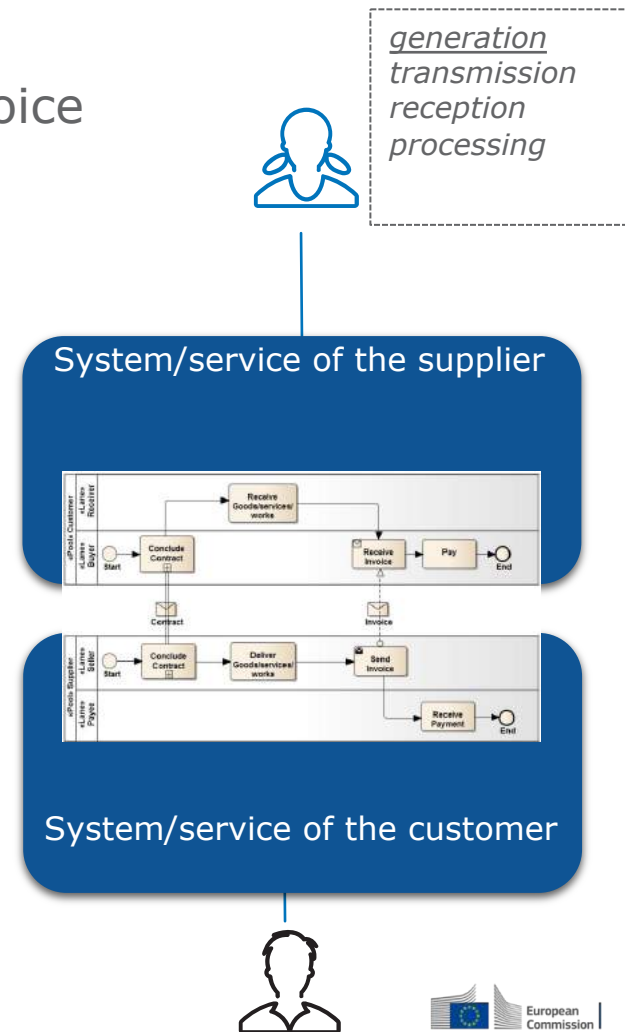 generation
transmission
reception
processing
oice
System/service of the supplier
«Pool» Customer
«Lane»
Receiver
Receive
Goods/services/
works
«Lane»
Buyer
Start
Conclude
Contract
Receive
Invoice
Pay
End
Contract
Invoice
«Pool» Supplier
«Lane»
Seller
Start
Conclude
Contract
Deliver
Goods/services/
works
Send
Invoice
«Lane»
Payee
Receive
Payment
End
System/service of the customer
European
Commission